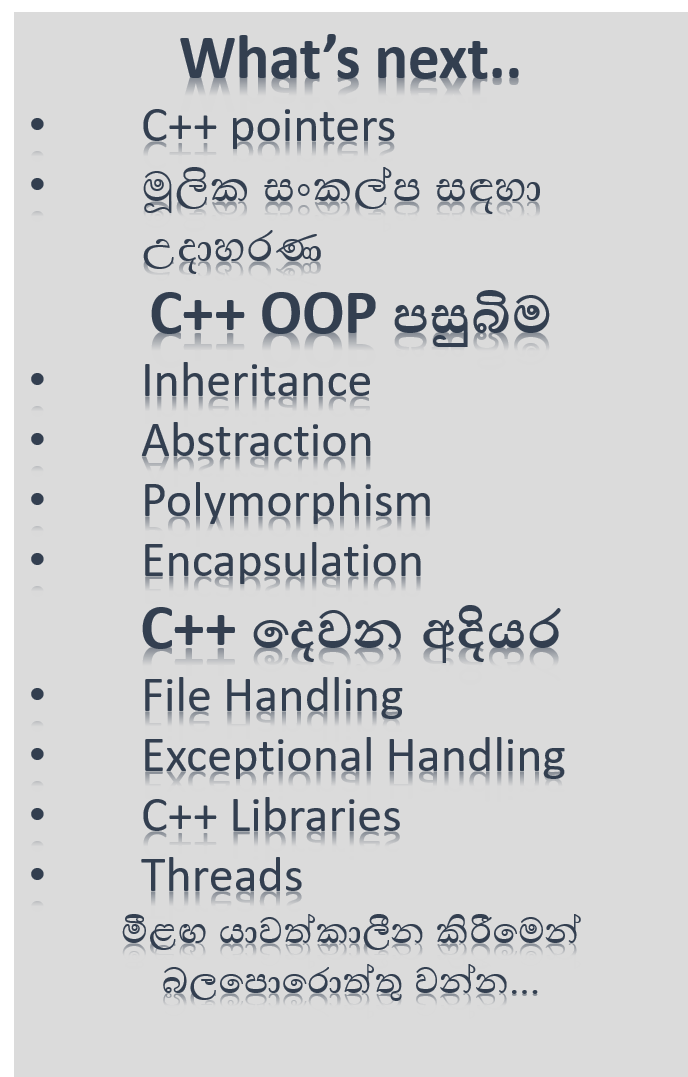 What's next..
• C++ pointers
• මූලික සංකල්ප සඳහා
උදාහරණ
C++ OOP පසුබිම
• Inheritance
• Abstraction
• Polymorphism
• Encapsulation
C++ දෙවන අදියර
• File Handling
• Exceptional Handling
• C++ Libraries
• Threads
මීළඟ යාවත්කාලීන කිරීමෙන්
බලපොරොත්තු වන්න...